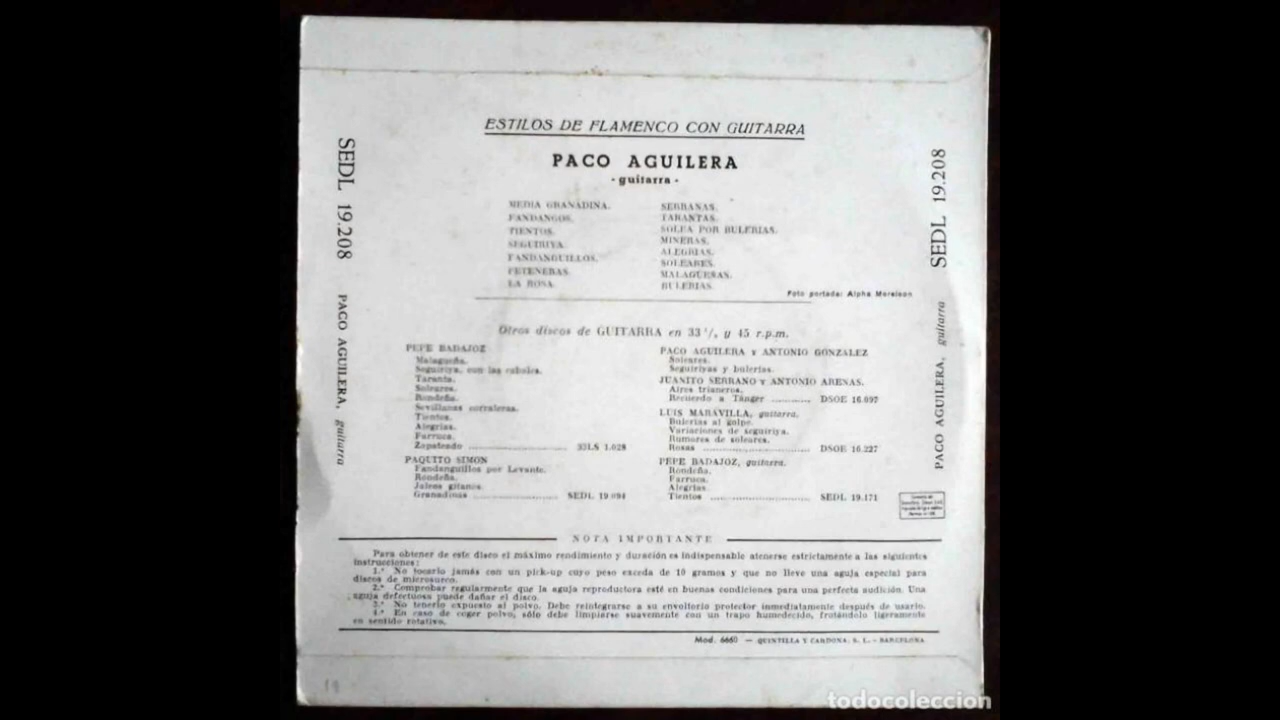 ESTILOS DE FLAMENCO CON GUITARRA
PACO AGUILERA
- guitarra -
MEDIA GRANADINA.
FANDANGOS.
TIENTOS.
SEGUIRIYA.
FANDANGUILLOS.
PETENERAS.
LA ROSA.
SERRANAS.
TARANTAS.
SOLEA POR BULERIAS.
MINERAS.
ALEGRIAS.
SOLEARES.
MALAGUEÑAS.
BULERIAS.
Foto portada: Alpha
Otros discos de GUITARRA en 33 1/3 y 45 r.p.m.
PEPE BADAJOZ
Malagueña.
Seguiriya, con las cabales.
Taranta.
Soleares.
Rondeña.
Sevillanas corraleras.
Tientos.
Alegrías.
Farruca.
Zapateado .......................... 33LS 1.028
PAQUITO SIMON
Fandanguillos por Levante.
Rondeña.
Jaleos gitanos.
Granadinas ...................... SEDL 19.094
PACO AGUILERA Y ANTONIO GONZALEZ
Soleares.
Seguiriyas y bulerías.
JUANITO SERRANO Y ANTONIO ARENAS.
Aires trianeros.
Recuerdo a Tánger ............ DSOE 16.097
LUIS MARAVILLA, guitarra.
Bulerías al golpe.
Variaciones de seguiriya.
Rumores de soleares.
Rosas .......................... DSOE 16.227
PEPE BADAJOZ, guitarra.
Rondeña.
Farruca.
Alegrías.
Tientos .......................... SEDL 19.171
NOTA IMPORTANTE
Para obtener de este disco el máximo rendimiento y duración es indispensable atenerse estrictamente a las siguientes
instrucciones:
1.ª No tocarlo jamás con un pick-up cuyo peso exceda de 10 gramos y que no lleve una aguja especial para
discos de microsurco.
2.ª Comprobar regularmente que la aguja reproductora esté en buenas condiciones para una perfecta audición. Una
aguja defectuosa puede dañar el disco.
3.ª No tenerlo expuesto al polvo. Debe reintegrarse a su envoltorio protector inmediatamente después de usarlo.
4.ª En caso de coger polvo, sólo debe limpiarse suavemente con un trapo humedecido, frotándolo ligeramente
en sentido rotativo.
Mod. 6650 — QUINTILLA Y CARDONA, S. L. - BARCELONA
SEDL 19.208 PACO AGUILERA, guitarra
SEDL 19.208 PACO AGUILERA, guitarra
todocoleccion